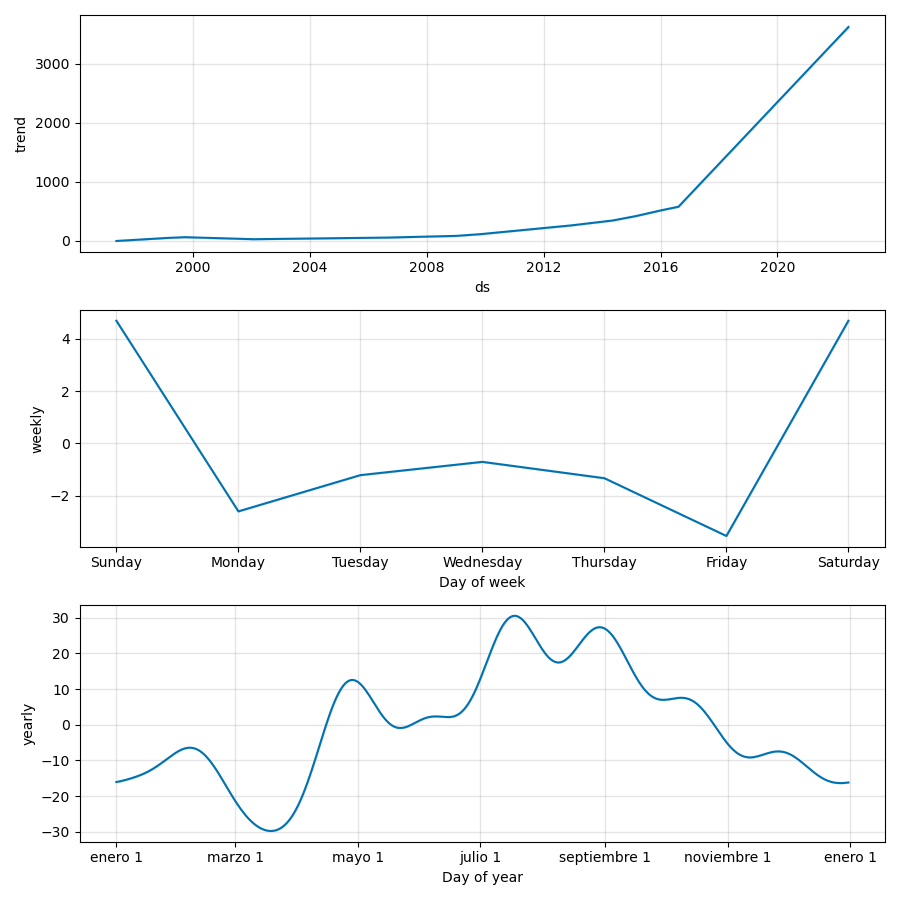 3000
2000
1000
0
trend
2000 2004 2008 2012 2016 2020
ds
4
2
0
−2
weekly
Sunday Monday Tuesday Wednesday Thursday Friday Saturday
Day of week
30
20
10
0
−10
−20
−30
yearly
enero 1 marzo 1 mayo 1 julio 1 septiembre 1 noviembre 1 enero 1
Day of year